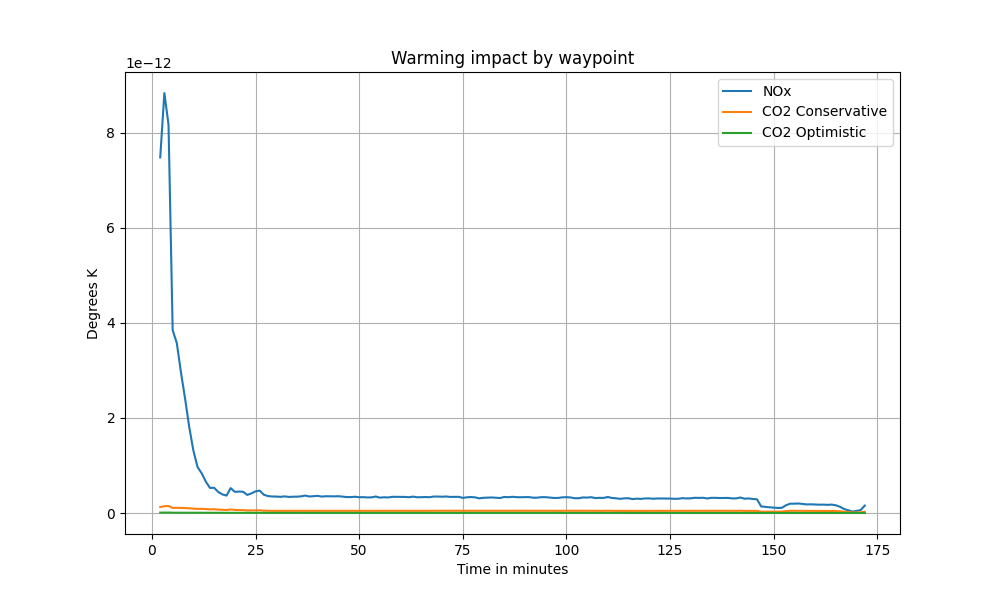 Warming impact by waypoint
1e−12
NOx
CO2 Conservative
CO2 Optimistic
8
6
4
2
0
Degrees K
0 25 50 75 100 125 150 175
Time in minutes